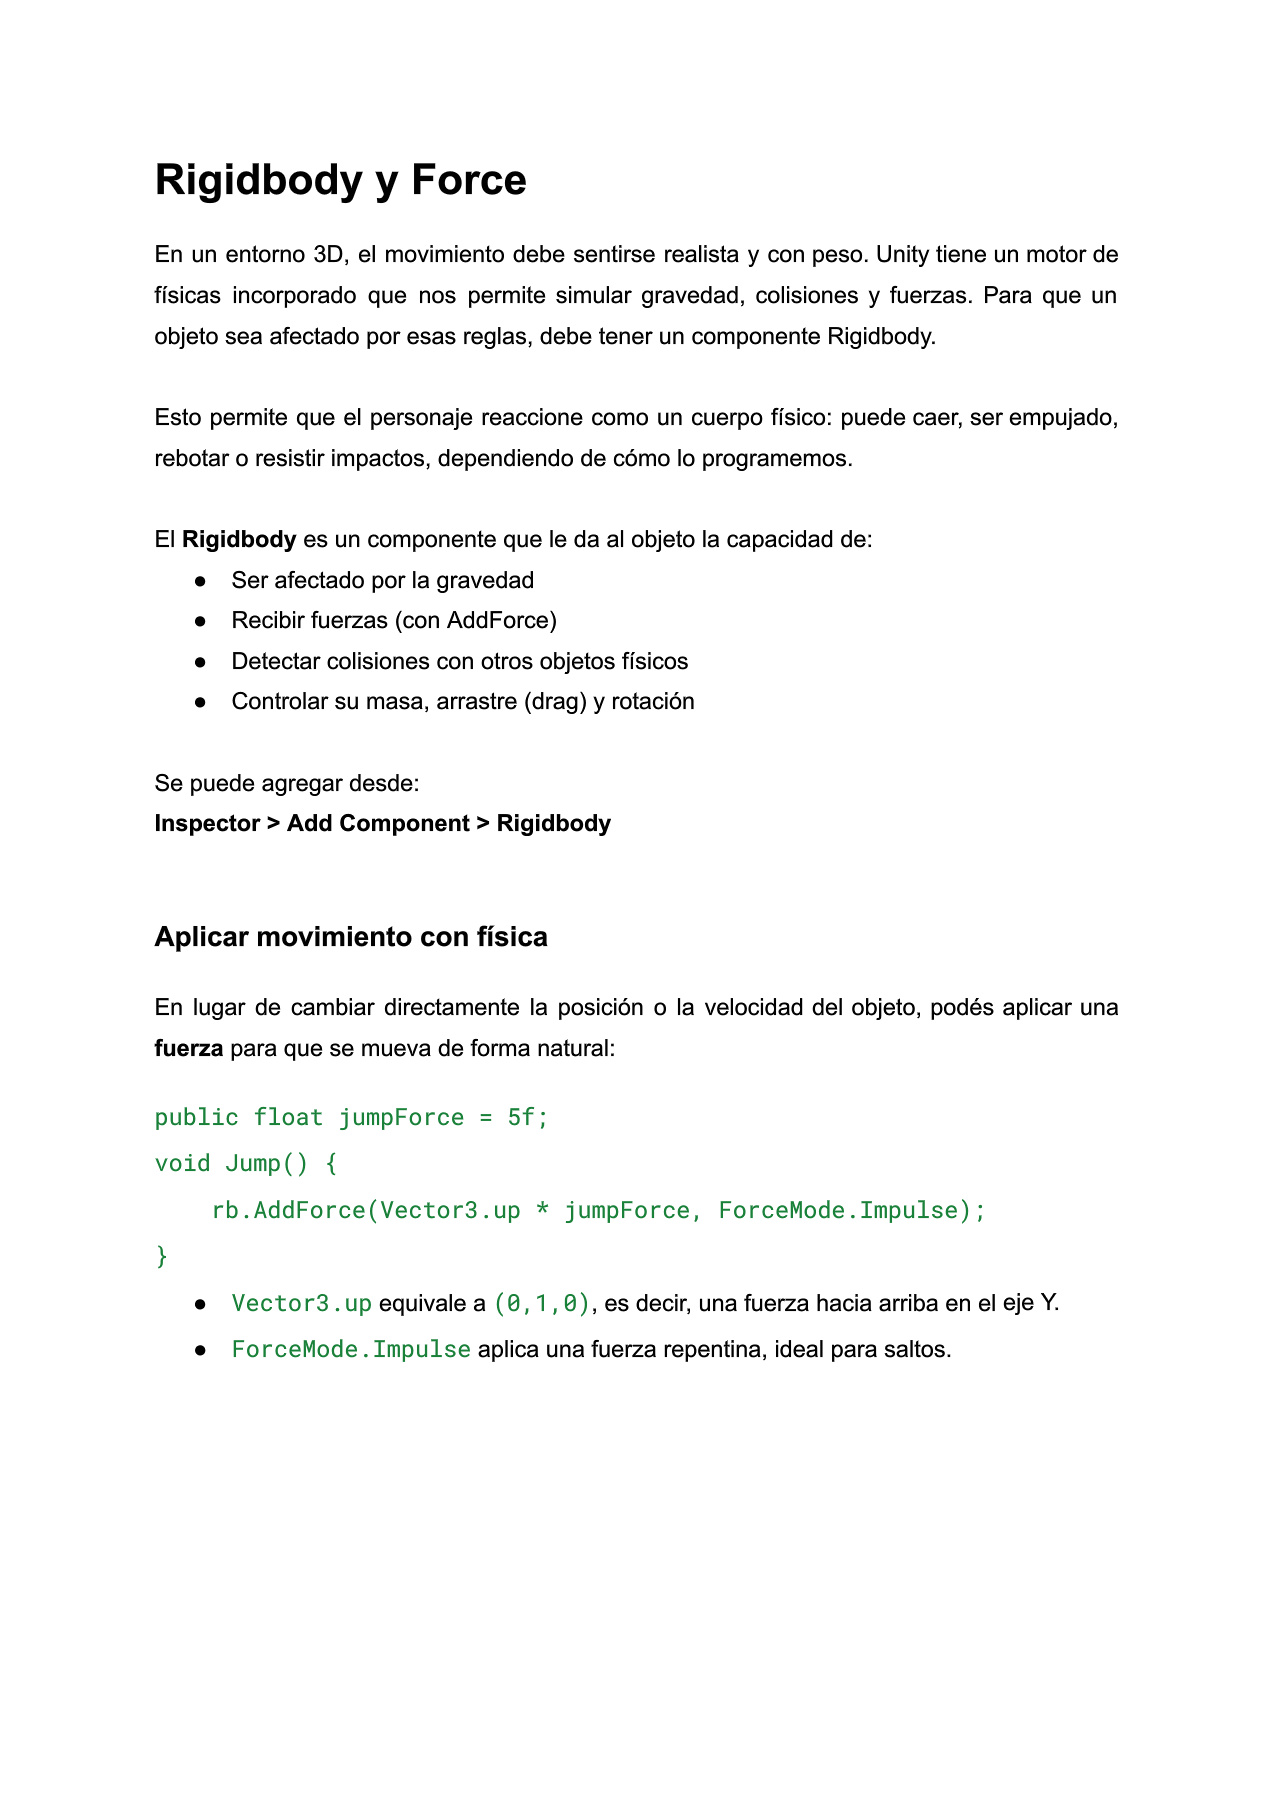 Rigidbody y Force
En un entorno 3D, el movimiento debe sentirse realista y con peso. Unity tiene un motor de
físicas incorporado que nos permite simular gravedad, colisiones y fuerzas. Para que un
objeto sea afectado por esas reglas, debe tener un componente Rigidbody.
Esto permite que el personaje reaccione como un cuerpo físico: puede caer, ser empujado,
rebotar o resistir impactos, dependiendo de cómo lo programemos.
El Rigidbody es un componente que le da al objeto la capacidad de:
● Ser afectado por la gravedad
● Recibir fuerzas (con AddForce)
● Detectar colisiones con otros objetos físicos
● Controlar su masa, arrastre (drag) y rotación
Se puede agregar desde:
Inspector > Add Component > Rigidbody
Aplicar movimiento con física
En lugar de cambiar directamente la posición o la velocidad del objeto, podés aplicar una
fuerza para que se mueva de forma natural:
public float jumpForce = 5f;
void Jump() {
    rb.AddForce(Vector3.up * jumpForce, ForceMode.Impulse);
}
● Vector3.up equivale a (0,1,0), es decir, una fuerza hacia arriba en el eje Y.
● ForceMode.Impulse aplica una fuerza repentina, ideal para saltos.